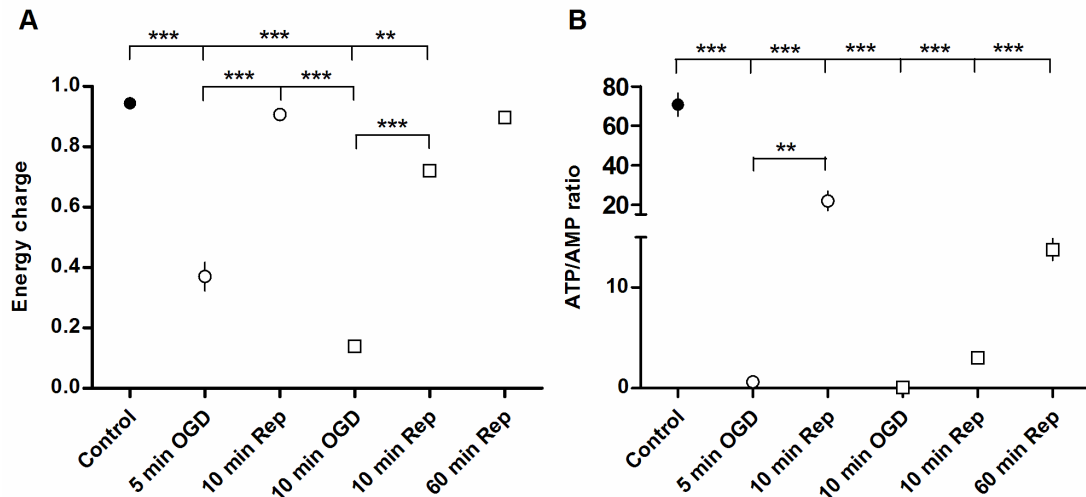 A
*** *** **
*** ***
***
1.0
0.8
0.6
0.4
0.2
0.0
Energy charge
Control
5 min OGD
10 min Rep
10 min OGD
10 min Rep
60 min Rep
B
*** *** *** *** ***
**
80
60
40
20
10
0
ATP/AMP ratio
Control
5 min OGD
10 min Rep
10 min OGD
10 min Rep
60 min Rep